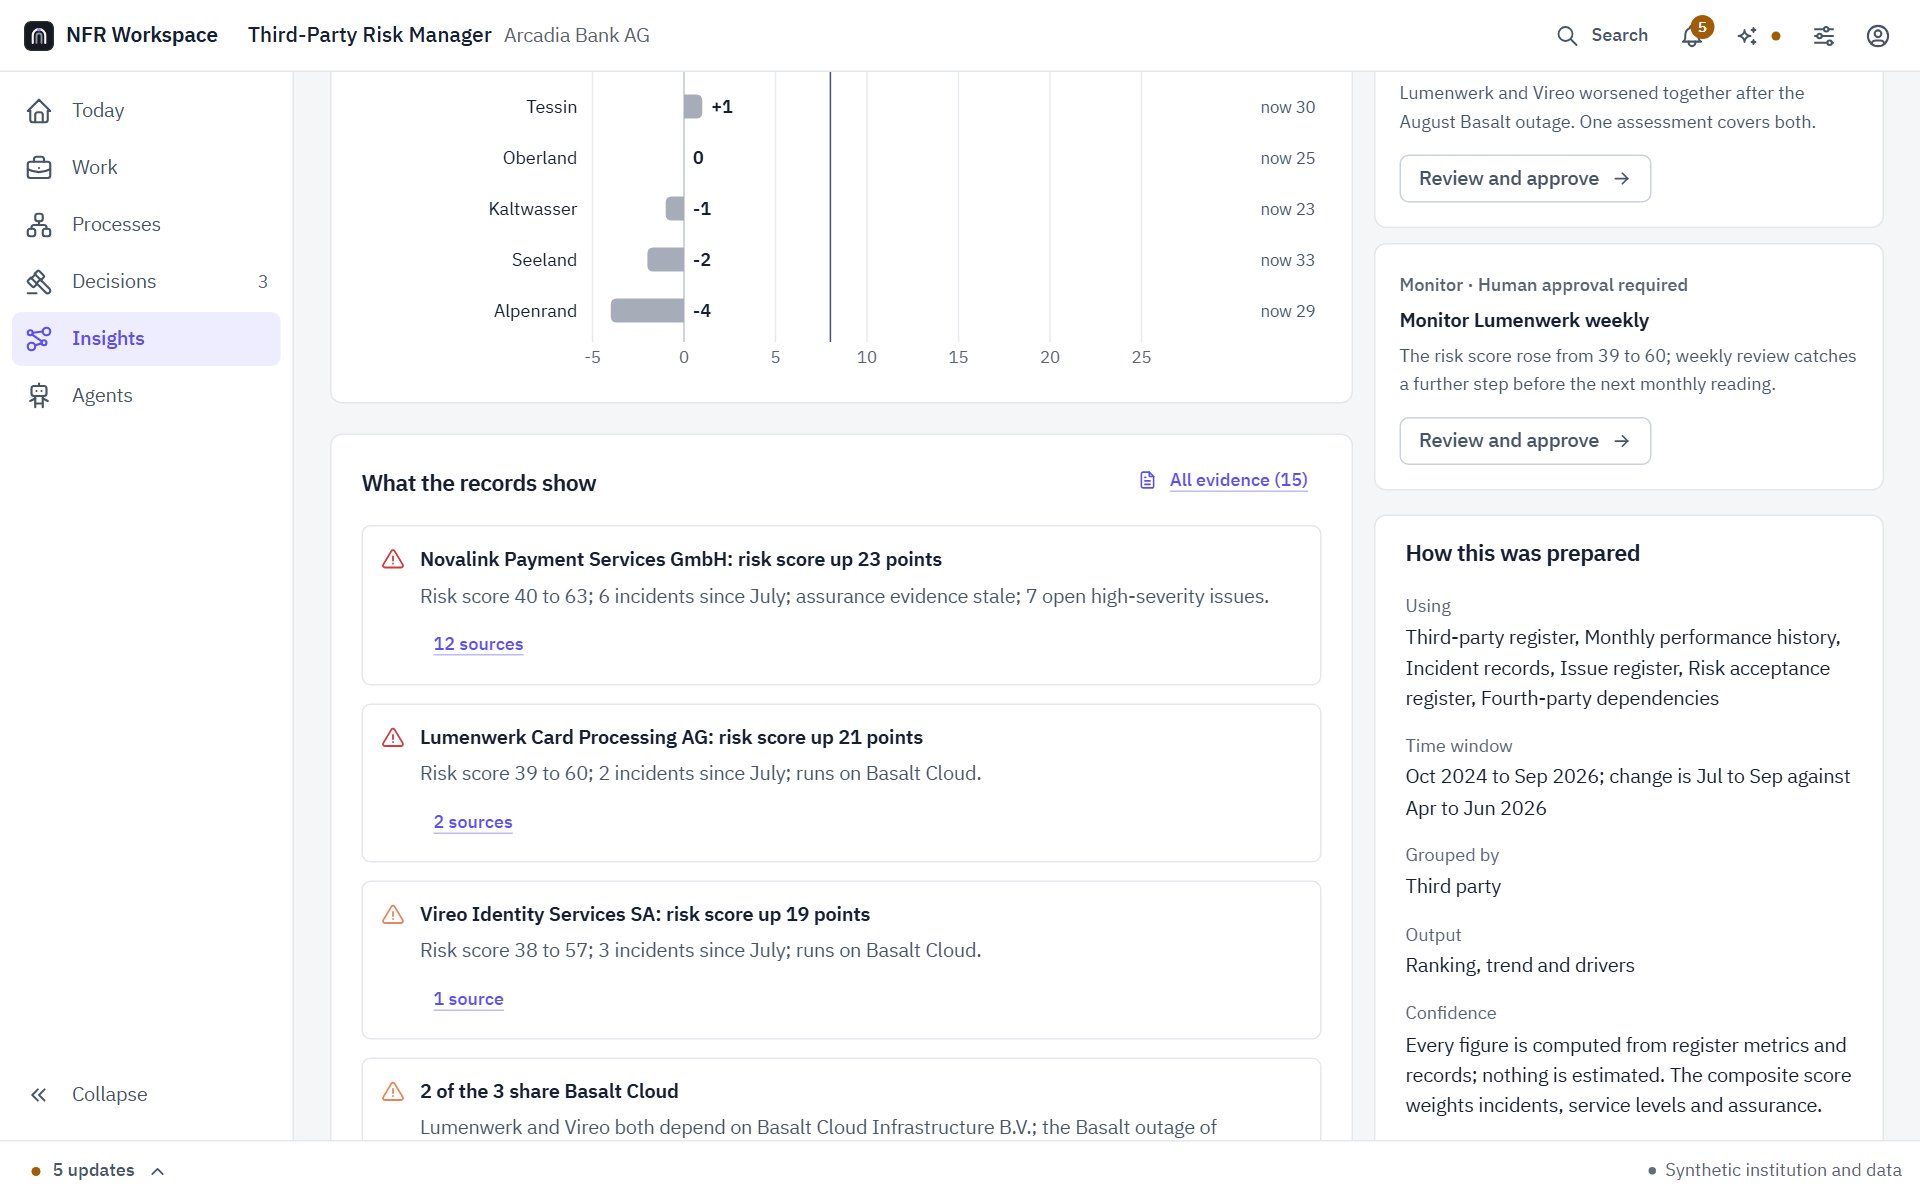 NFR Workspace
Third-Party Risk Manager Arcadia Bank AG
Search
5
Today
Work
Processes
Decisions 3
Insights
Agents
Collapse
Tessin +1 now 30
Oberland 0 now 25
Kaltwasser -1 now 23
Seeland -2 now 33
Alpenrand -4 now 29
-5 0 5 10 15 20 25
What the records show
All evidence (15)
Novalink Payment Services GmbH: risk score up 23 points
Risk score 40 to 63; 6 incidents since July; assurance evidence stale; 7 open high-severity issues.
12 sources
Lumenwerk Card Processing AG: risk score up 21 points
Risk score 39 to 60; 2 incidents since July; runs on Basalt Cloud.
2 sources
Vireo Identity Services SA: risk score up 19 points
Risk score 38 to 57; 3 incidents since July; runs on Basalt Cloud.
1 source
2 of the 3 share Basalt Cloud
Lumenwerk and Vireo both depend on Basalt Cloud Infrastructure B.V.; the Basalt outage of
Lumenwerk and Vireo worsened together after the
August Basalt outage. One assessment covers both.
Review and approve
Monitor · Human approval required
Monitor Lumenwerk weekly
The risk score rose from 39 to 60; weekly review catches
a further step before the next monthly reading.
Review and approve
How this was prepared
Using
Third-party register, Monthly performance history,
Incident records, Issue register, Risk acceptance
register, Fourth-party dependencies
Time window
Oct 2024 to Sep 2026; change is Jul to Sep against
Apr to Jun 2026
Grouped by
Third party
Output
Ranking, trend and drivers
Confidence
Every figure is computed from register metrics and
records; nothing is estimated. The composite score
weights incidents, service levels and assurance.
5 updates
Synthetic institution and data